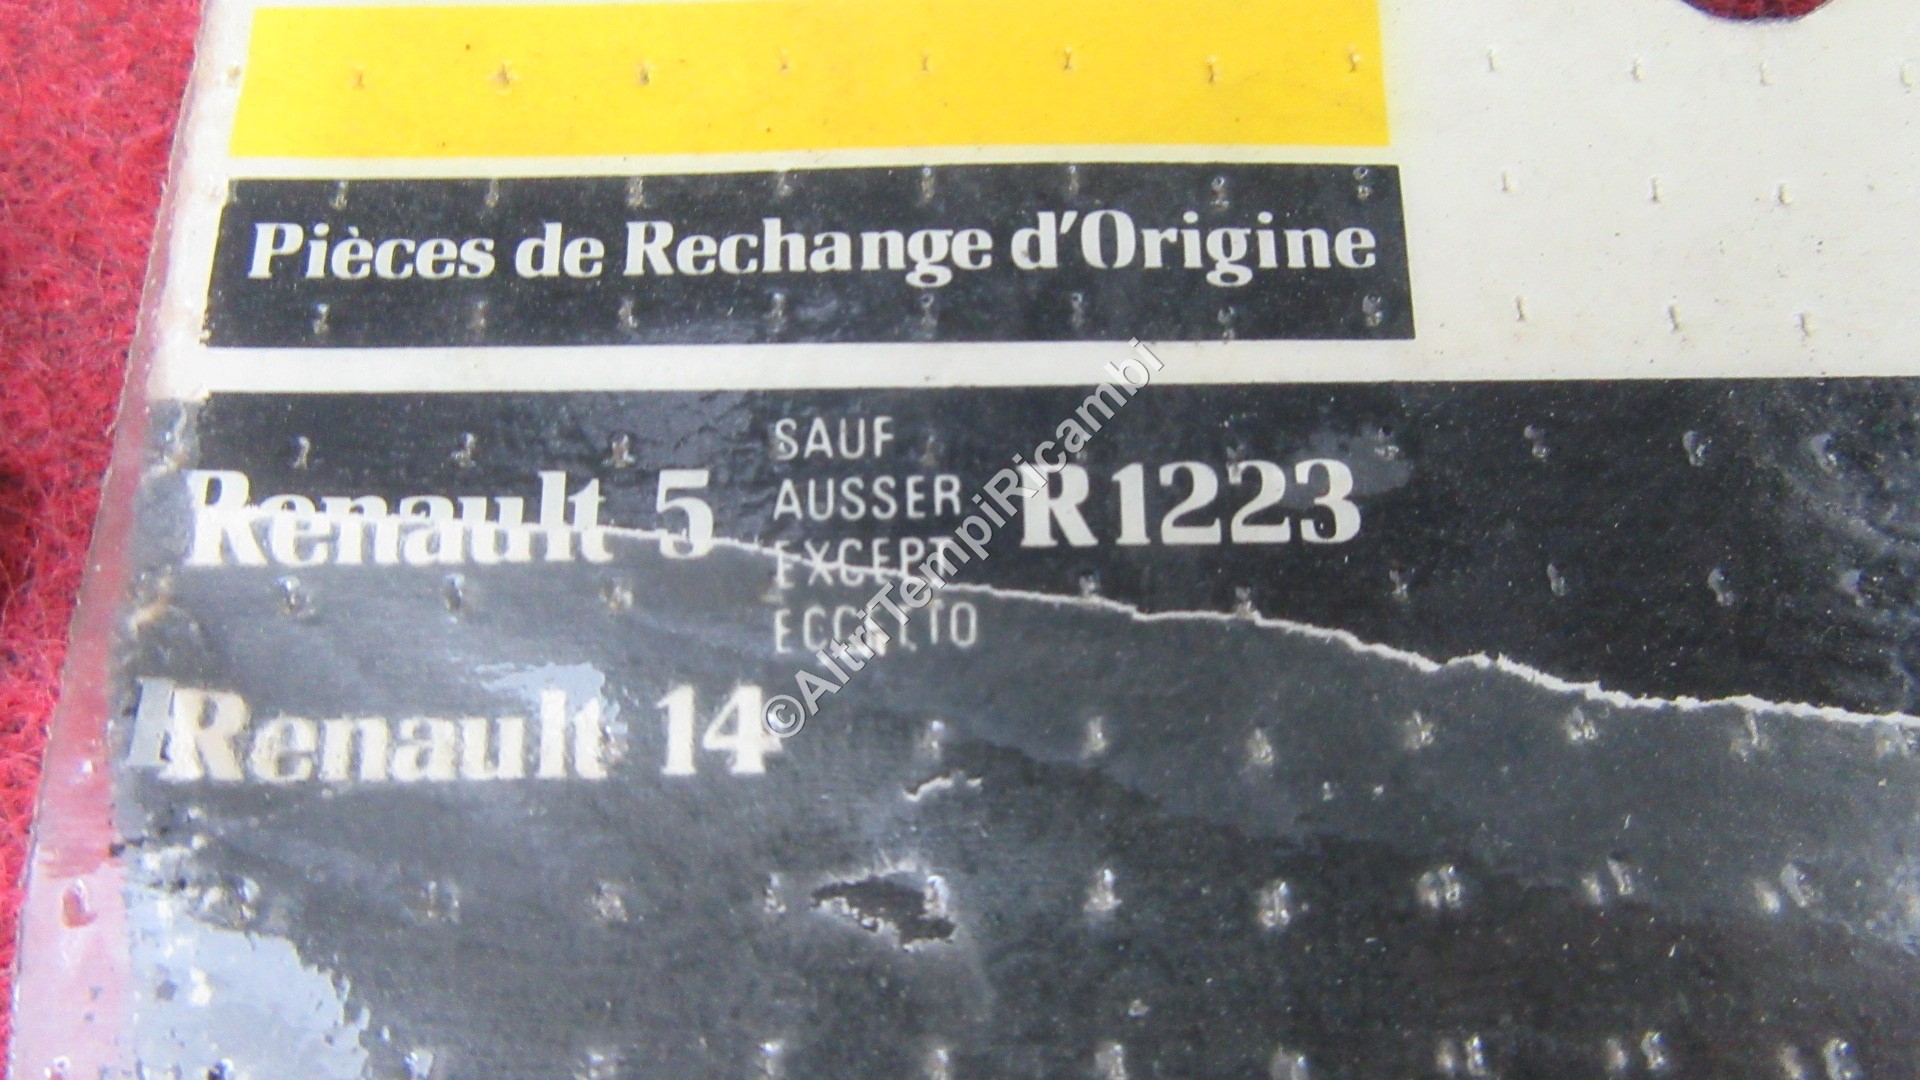 Pièces de Rechange d'Origine
Renault 5 SAUF AUSSER EXCEPT ECCETTO R1223
Renault 14
©AltriTempiRicambi